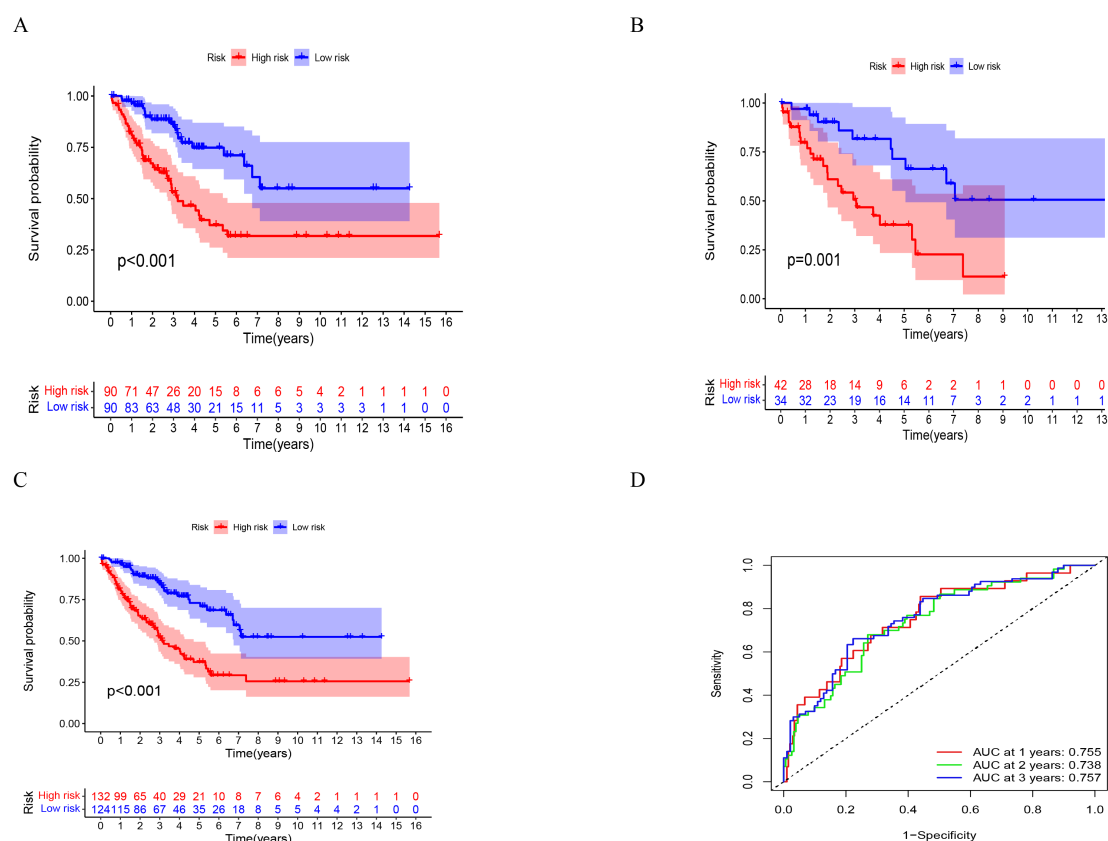 A
Risk High risk Low risk
Survival probability
1.00
0.75
0.50
0.25
0.00
p<0.001
0 1 2 3 4 5 6 7 8 9 10 11 12 13 14 15 16
Time(years)
Risk
High risk 90 71 47 26 20 15 8 6 6 5 4 2 1 1 1 1 0
Low risk 90 83 63 48 30 21 15 11 5 3 3 3 3 1 1 0 0
0 1 2 3 4 5 6 7 8 9 10 11 12 13 14 15 16
Time(years)
B
Risk High risk Low risk
Survival probability
1.00
0.75
0.50
0.25
0.00
p=0.001
0 1 2 3 4 5 6 7 8 9 10 11 12 13
Time(years)
Risk
High risk 42 28 18 14 9 6 2 2 1 1 0 0 0 0
Low risk 34 32 23 19 16 14 11 7 3 2 2 1 1 1
0 1 2 3 4 5 6 7 8 9 10 11 12 13
Time(years)
C
Risk High risk Low risk
Survival probability
1.00
0.75
0.50
0.25
0.00
p<0.001
0 1 2 3 4 5 6 7 8 9 10 11 12 13 14 15 16
Time(years)
Risk
High risk 132 99 65 40 29 21 10 8 7 6 4 2 1 1 1 1 0
Low risk 124 115 86 67 46 35 26 18 8 5 5 4 4 2 1 0 0
0 1 2 3 4 5 6 7 8 9 10 11 12 13 14 15 16
Time(years)
D
Sensitivity
1.0
0.8
0.6
0.4
0.2
0.0
AUC at 1 years: 0.755
AUC at 2 years: 0.738
AUC at 3 years: 0.757
0.0 0.2 0.4 0.6 0.8 1.0
1−Specificity